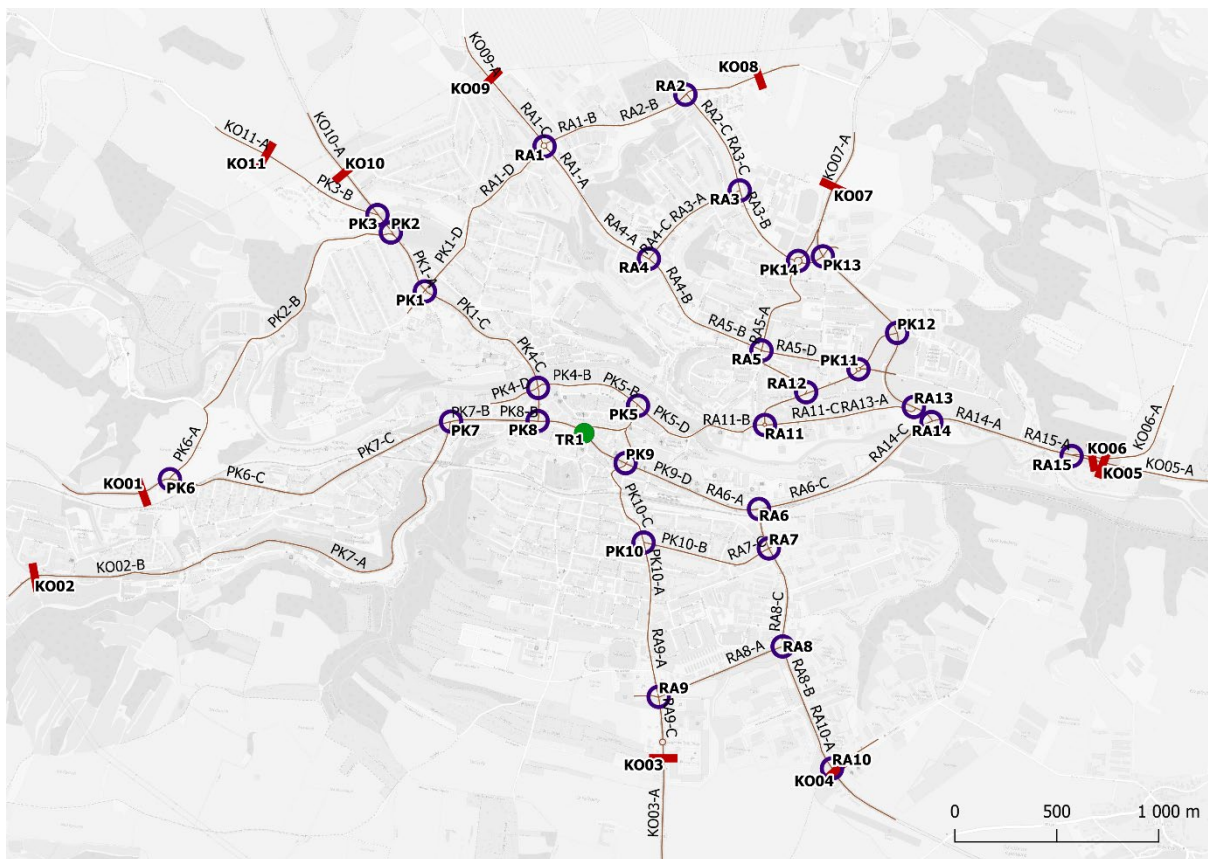 KO09-A
KO09
KO08
RA2
RA1-C
RA1-B
RA2-B
RA2-C
KO10-A
KO11-A
KO11
KO10
RA1
RA3-C
KO07-A
PK3-B
RA1-D
RA1-A
RA3
RA3-A
RA3-B
KO07
PK3
PK2
PK1-D
RA4-A
RA4-C
RA4
PK14
PK13
PK1-A
PK1
PK2-B
PK1-C
RA4-B
RA5-B
RA5-A
PK12
PK4-C
RA5
RA5-D
PK11
PK4-D
PK4-B
RA12
PK7-B
PK8-B
PK5
PK5-D
RA11-B
RA11-C
RA13-A
RA13
RA14-A
KO06-A
PK7
PK8
TR1
RA11
RA14
PK6-A
PK7-C
PK9
RA14-C
RA15-A
KO06
RA15
KO05
KO05-A
KO01
PK6
PK6-C
PK9-D
RA6-A
RA6-C
RA6
PK10-C
PK10
PK10-B
RA7
KO02-B
KO02
PK7-A
PK10-A
RA8-C
RA9-A
RA8-A
RA8
RA8-B
RA9
RA9-C
RA10-A
KO03
RA10
KO04
KO03-A
0 500 1 000 m